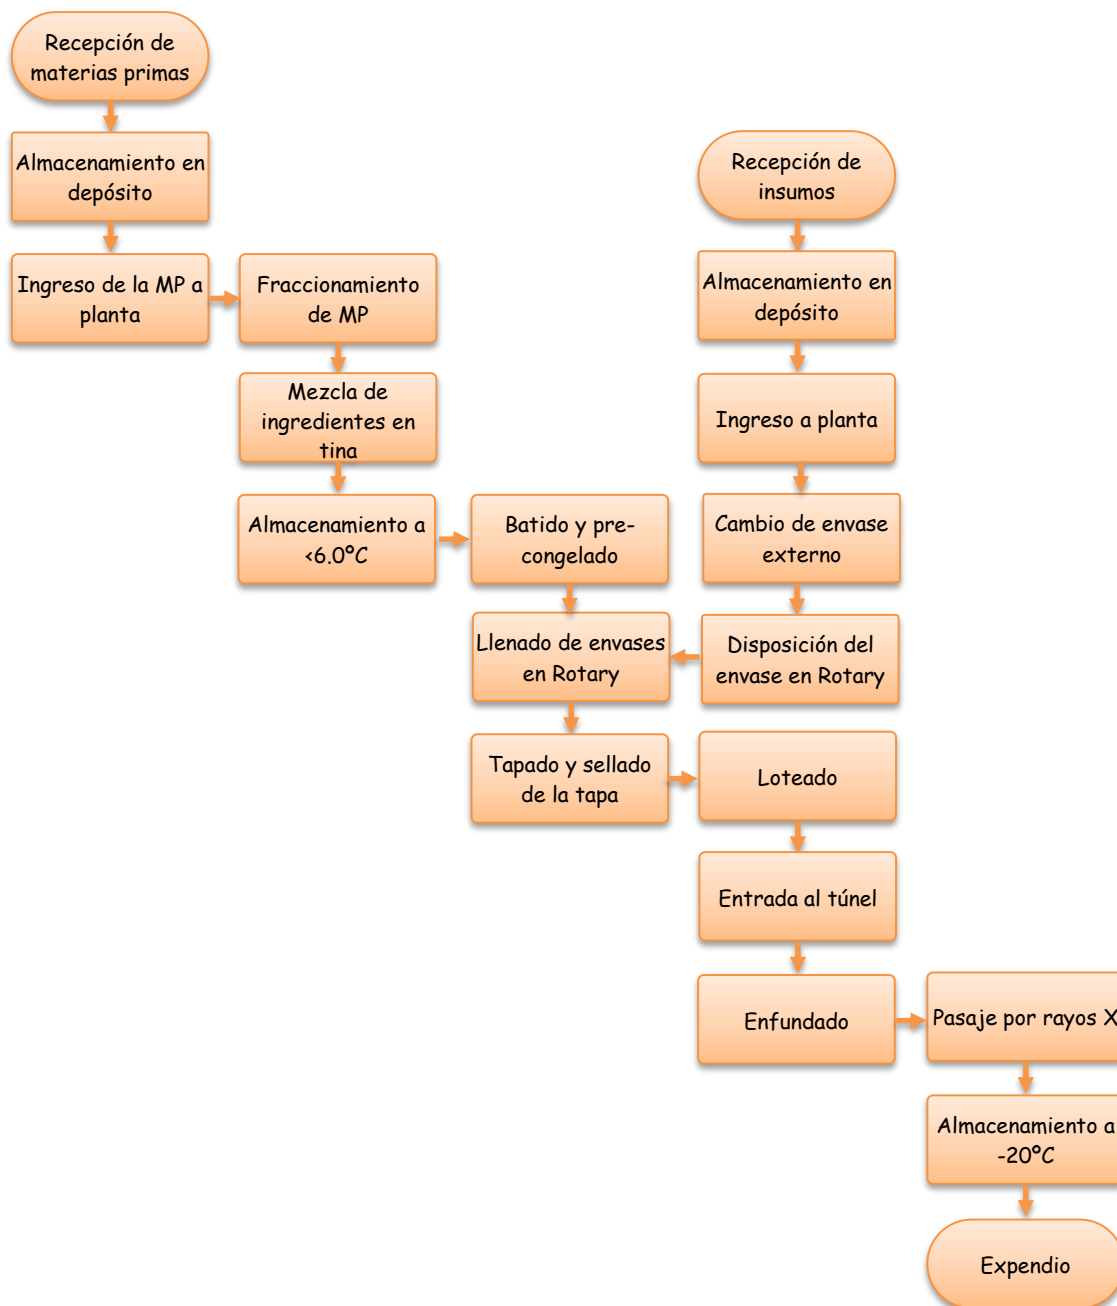 Recepción de
materias primas
Almacenamiento en
depósito
Ingreso de la MP a
planta
Fraccionamiento
de MP
Mezcla de
ingredientes en
tina
Almacenamiento a
<6.0ºC
Batido y pre-
congelado
Recepción de
insumos
Almacenamiento en
depósito
Ingreso a planta
Cambio de envase
externo
Disposición del
envase en Rotary
Llenado de envases
en Rotary
Tapado y sellado
de la tapa
Loteado
Entrada al túnel
Enfundado
Pasaje por rayos X
Almacenamiento a
-20ºC
Expendio